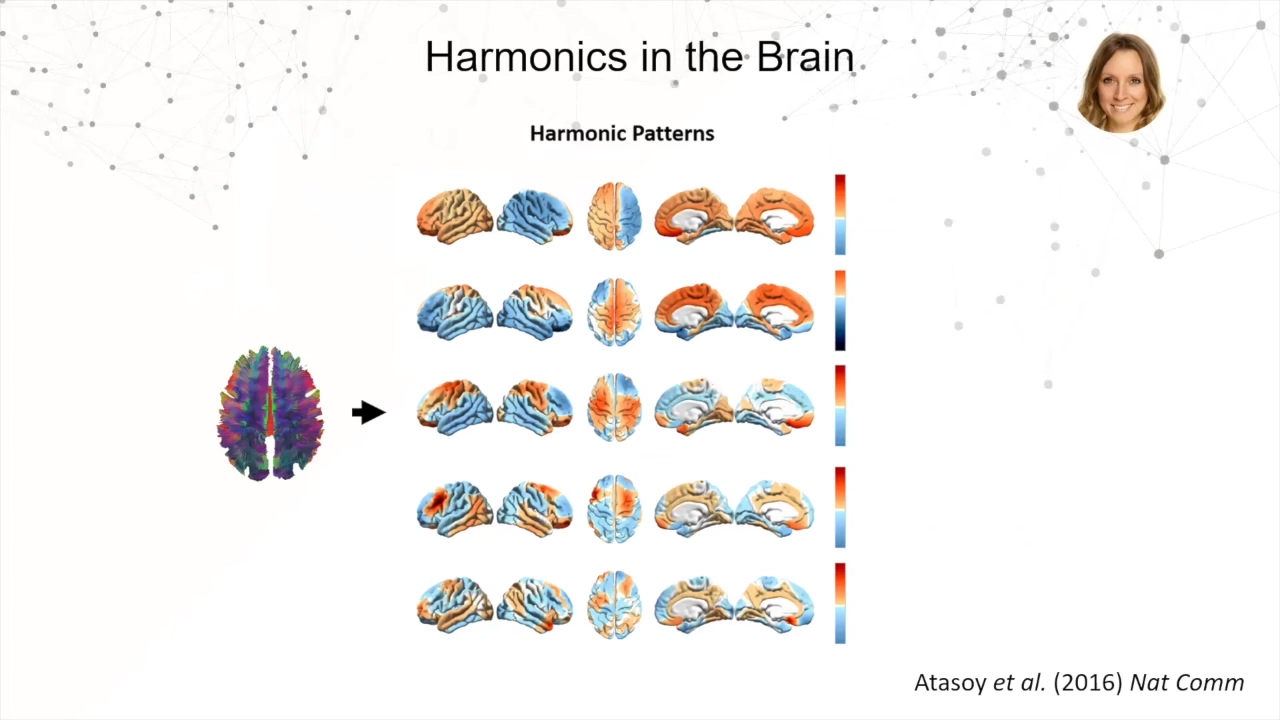 Harmonics in the Brain
Harmonic Patterns
Atasoy et al. (2016) Nat Comm